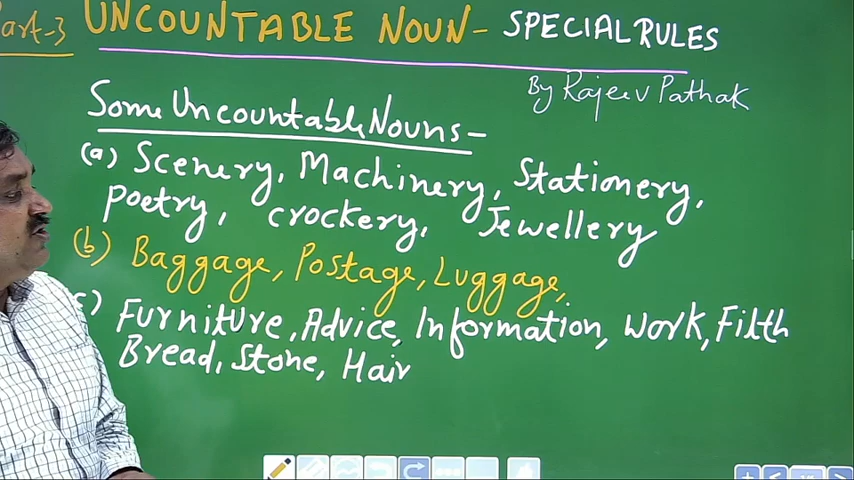 Part-3 UNCOUNTABLE NOUN- SPECIAL RULES
By Rajeev Pathak
Some Uncountable Nouns-
(a) Scenery, Machinery, Stationery,
Poetry, Crockery, Jewellery
(b) Baggage, Postage, Luggage,
c) Furniture, Advice, Information, Work, Filth
Bread, Stone, Hair